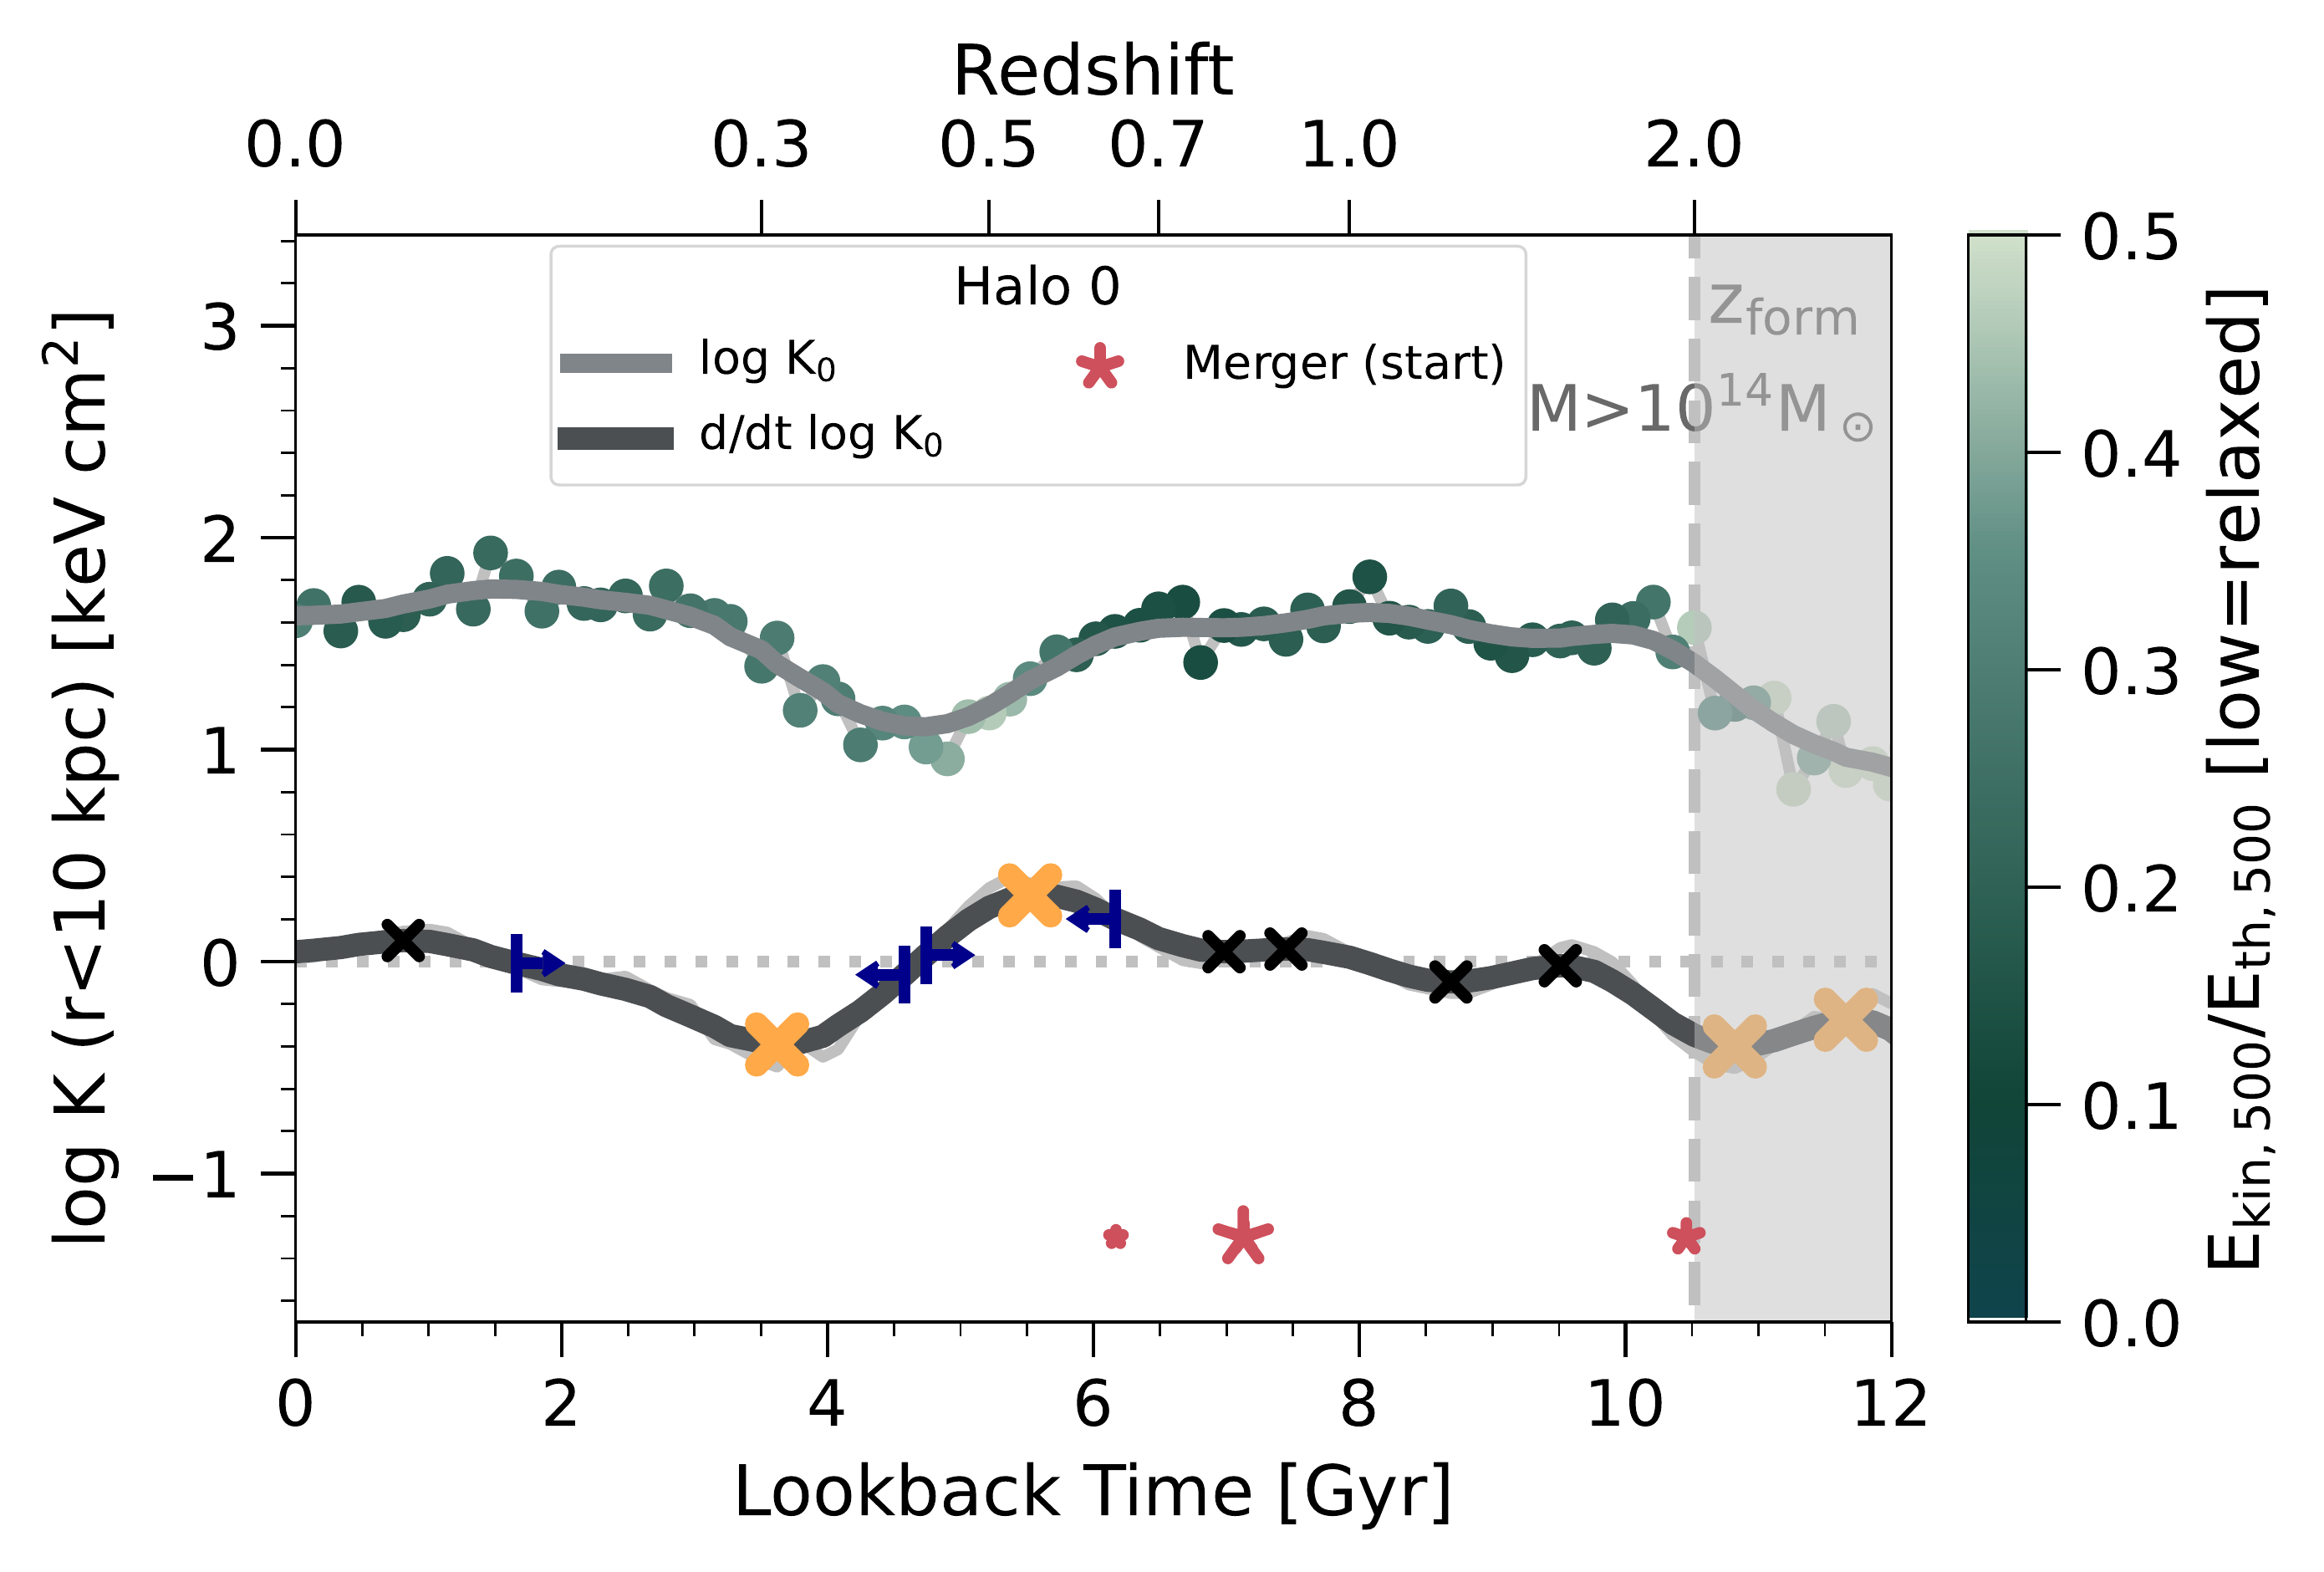 Redshift
0.0 0.3 0.5 0.7 1.0 2.0
Halo 0
log K₀
Merger (start)
d/dt log K₀
z_form
M>10¹⁴M_⊙
3
2
1
0
−1
log K (r<10 kpc) [keV cm²]
0 2 4 6 8 10 12
Lookback Time [Gyr]
0.5
0.4
0.3
0.2
0.1
0.0
E_kin, 500/E_th, 500 [low=relaxed]